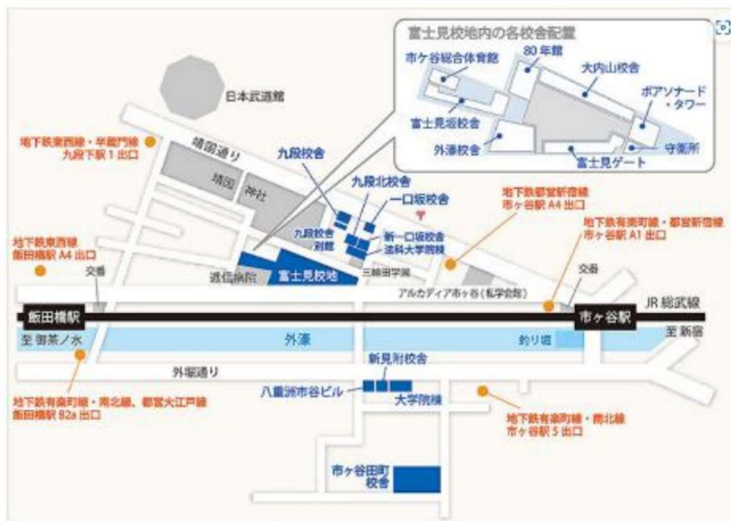 富士見校地内の各校舎配置
市ケ谷総合体育館
80年館
大内山校舎
ボアソナード
・タワー
富士見坂校舎
外濠校舎
富士見ゲート
守衛所
日本武道館
靖国通り
地下鉄東西線・半蔵門線
九段下駅1出口
靖国
神社
九段校舎
九段北校舎
一口坂校舎
九段校舎
別館
新一口坂校舎
法科大学院棟
三輪田学園
地下鉄都営新宿線
市ヶ谷駅A4出口
地下鉄有楽町線・都営新宿線
市ヶ谷駅A1出口
地下鉄東西線
飯田橋駅A4出口
交番
逓信病院
富士見校地
アルカディア市ヶ谷(私学会館)
交番
JR総武線
飯田橋駅
市ヶ谷駅
至 御茶ノ水
外濠
釣り堀
至 新宿
外堀通り
新見附校舎
八重洲市谷ビル
大学院棟
地下鉄有楽町線・南北線、都営大江戸線
飯田橋駅B2a出口
地下鉄有楽町線・南北線
市ヶ谷駅5出口
市ヶ谷田町
校舎